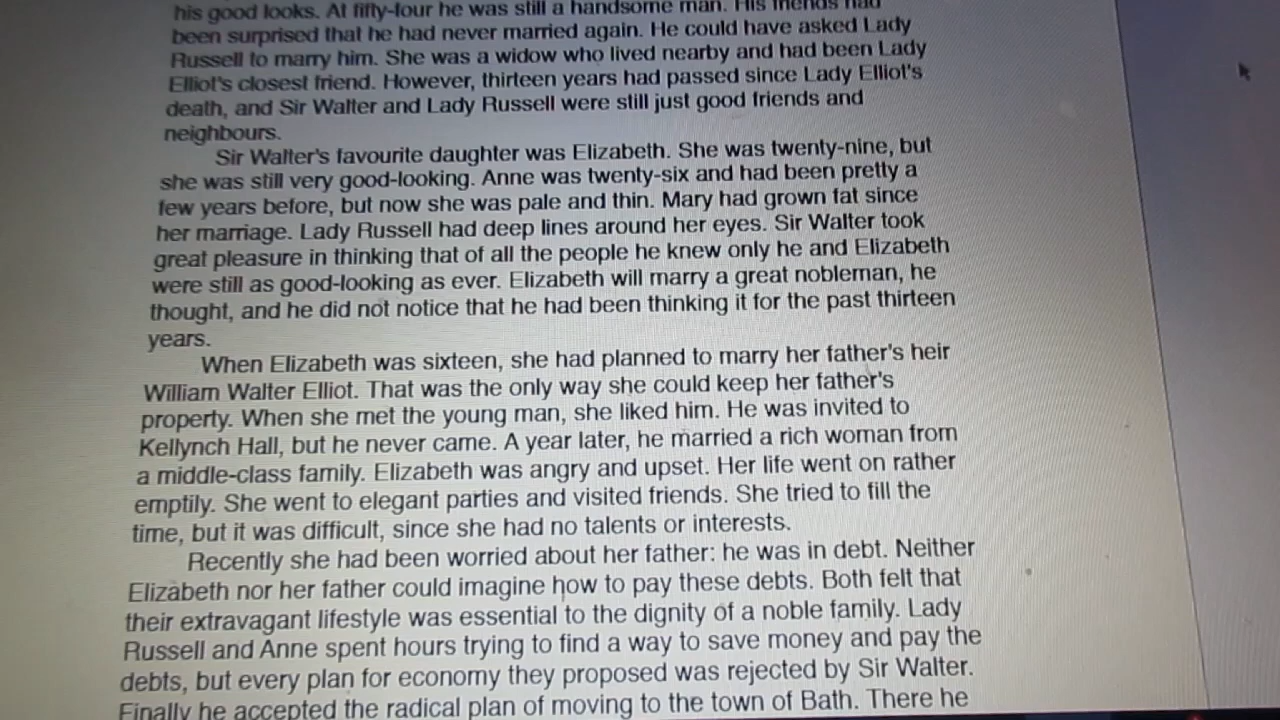 his good looks. At fifty-four he was still a handsome man. His friends had
been surprised that he had never married again. He could have asked Lady
Russell to marry him. She was a widow who lived nearby and had been Lady
Elliot's closest friend. However, thirteen years had passed since Lady Elliot's
death, and Sir Walter and Lady Russell were still just good friends and
neighbours.
Sir Walter's favourite daughter was Elizabeth. She was twenty-nine, but
she was still very good-looking. Anne was twenty-six and had been pretty a
few years before, but now she was pale and thin. Mary had grown fat since
her marriage. Lady Russell had deep lines around her eyes. Sir Walter took
great pleasure in thinking that of all the people he knew only he and Elizabeth
were still as good-looking as ever. Elizabeth will marry a great nobleman, he
thought, and he did not notice that he had been thinking it for the past thirteen
years.
When Elizabeth was sixteen, she had planned to marry her father's heir
William Walter Elliot. That was the only way she could keep her father's
property. When she met the young man, she liked him. He was invited to
Kellynch Hall, but he never came. A year later, he married a rich woman from
a middle-class family. Elizabeth was angry and upset. Her life went on rather
emptily. She went to elegant parties and visited friends. She tried to fill the
time, but it was difficult, since she had no talents or interests.
Recently she had been worried about her father: he was in debt. Neither
Elizabeth nor her father could imagine how to pay these debts. Both felt that
their extravagant lifestyle was essential to the dignity of a noble family. Lady
Russell and Anne spent hours trying to find a way to save money and pay the
debts, but every plan for economy they proposed was rejected by Sir Walter.
Finally he accepted the radical plan of moving to the town of Bath. There he